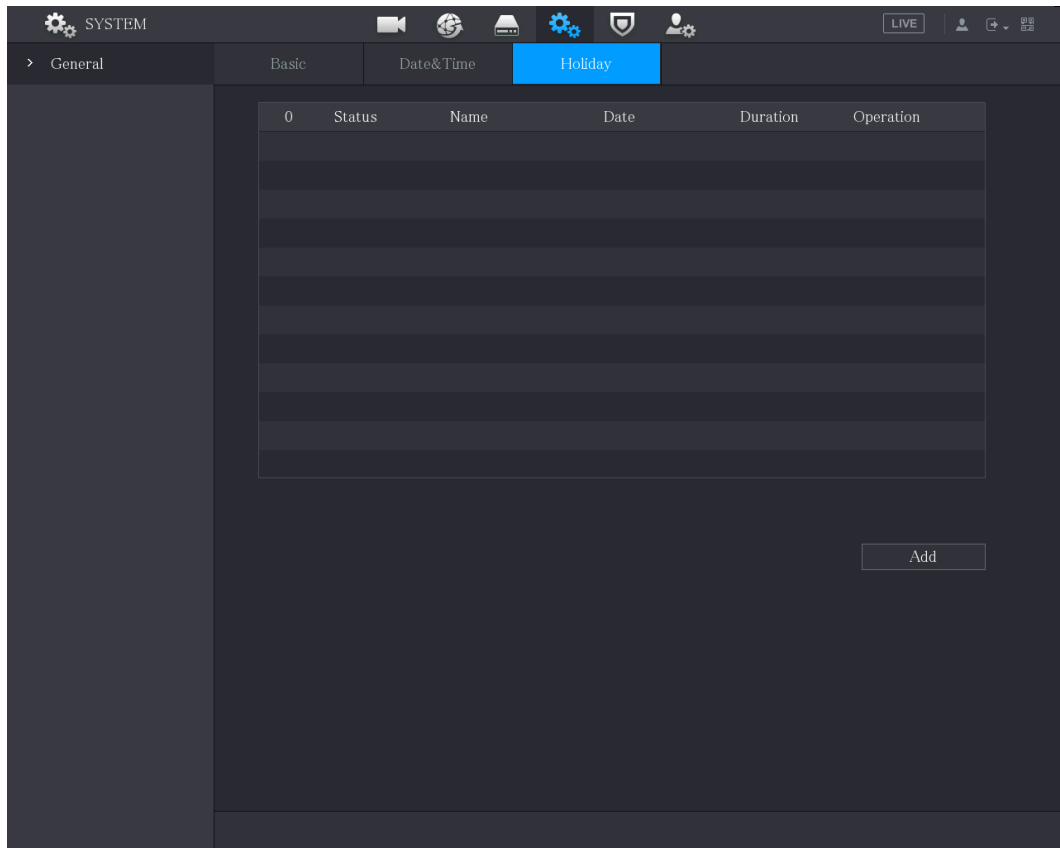 SYSTEM
LIVE
General
Basic
Date&Time
Holiday
0 Status Name Date Duration Operation
Add